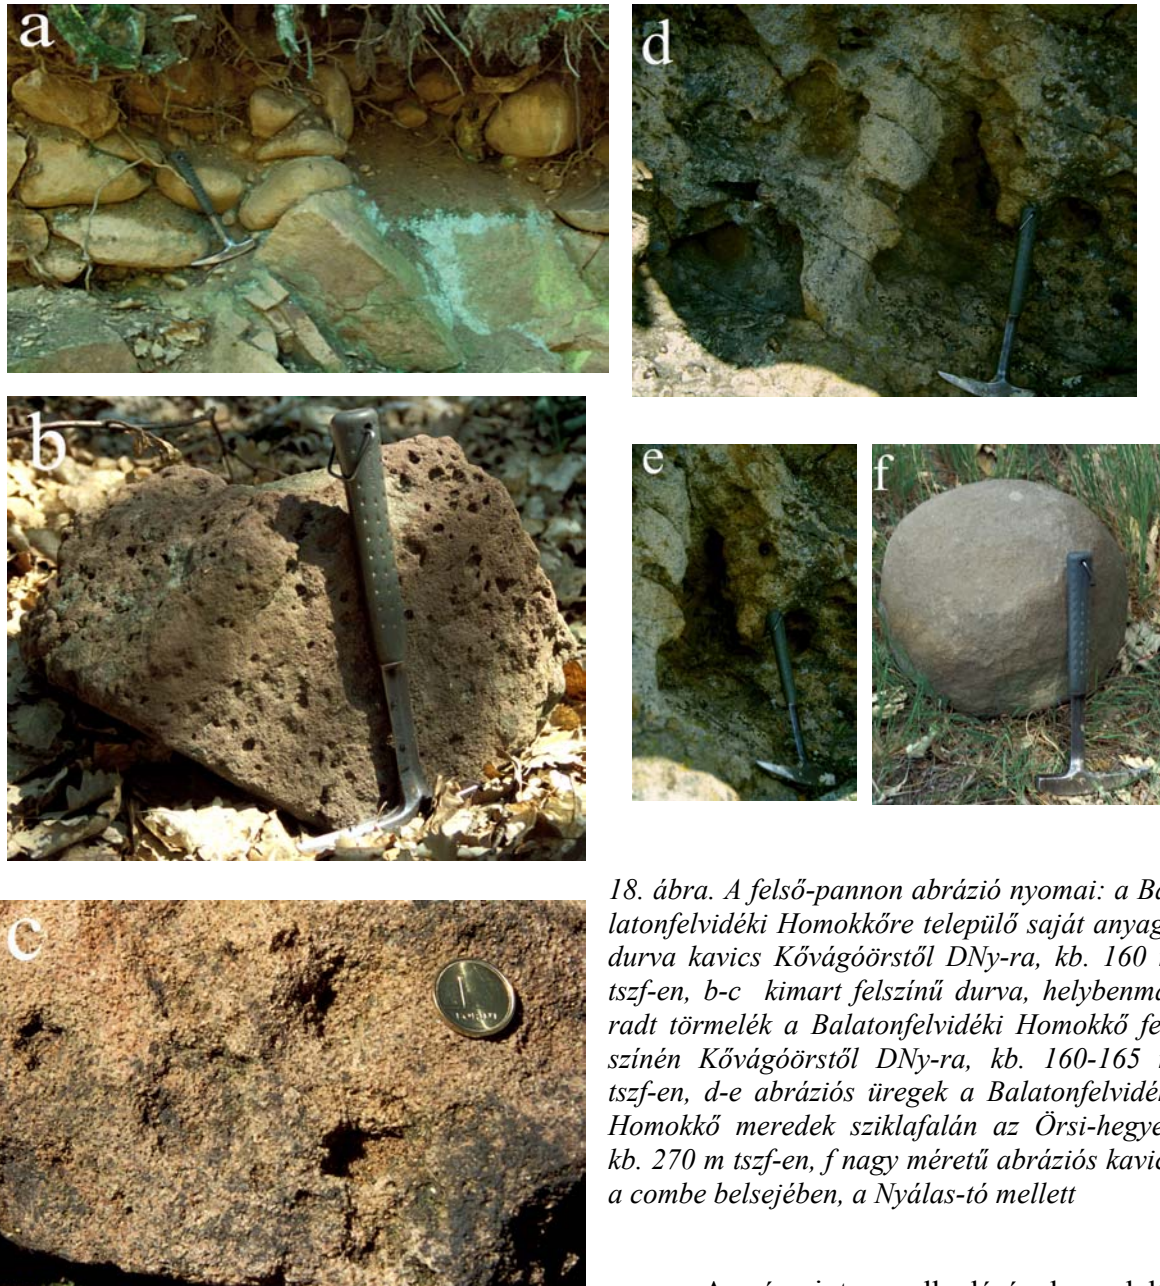 a
d
b
e
f
c
18. ábra. A felső-pannon abrázió nyomai: a Ba
latonfelvidéki Homokkőre települő saját anyag
durva kavics Kővágóörstől DNy-ra, kb. 160
tszf-en, b-c kimart felszínű durva, helybenma
radt törmelék a Balatonfelvidéki Homokkő fe
színén Kővágóörstől DNy-ra, kb. 160-165
tszf-en, d-e abráziós üregek a Balatonfelvidék
Homokkő meredek sziklafalán az Örsi-hegye
kb. 270 m tszf-en, f nagy méretű abráziós kavic
a combe belsejében, a Nyálas-tó mellett